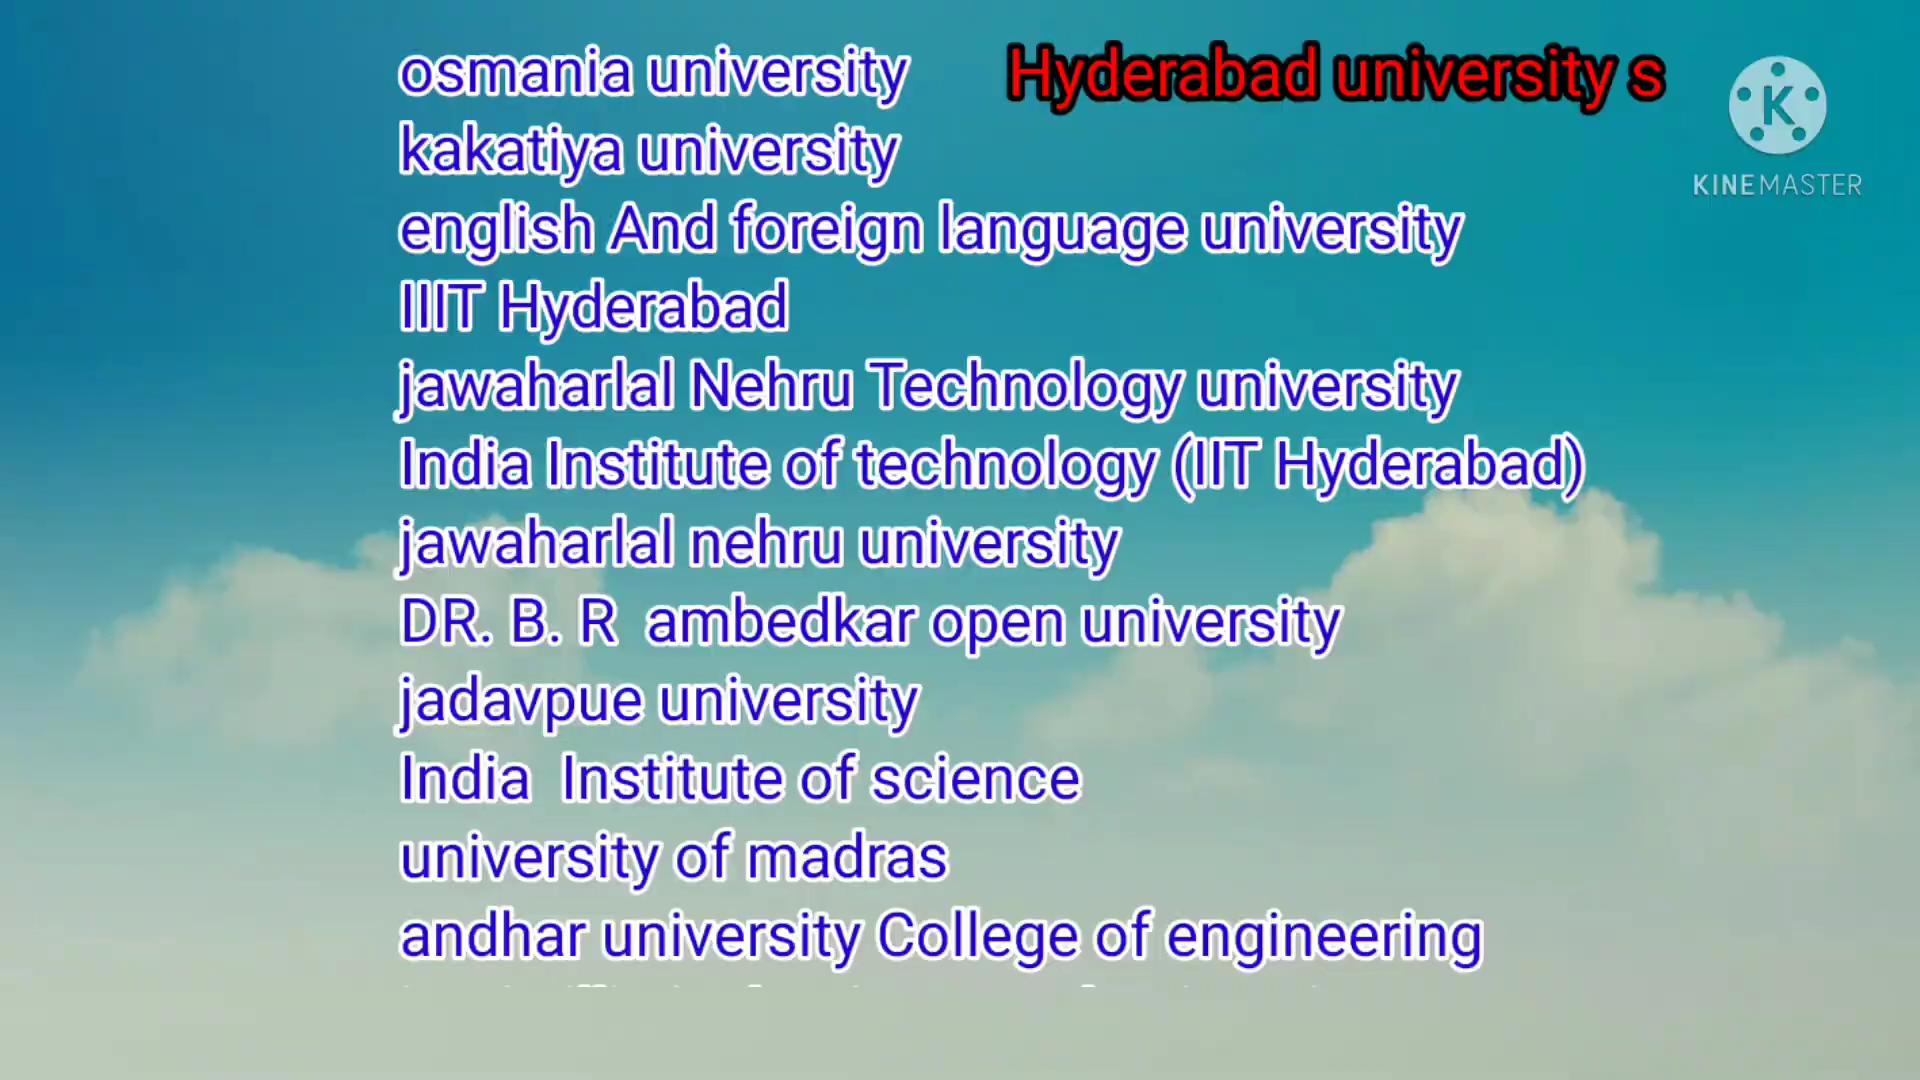 osmania university
Hyderabad university s
kakatiya university
english And foreign language university
IIIT Hyderabad
jawaharlal Nehru Technology university
India Institute of technology (IIT Hyderabad)
jawaharlal nehru university
DR. B. R  ambedkar open university
jadavpue university
India  Institute of science
university of madras
andhar university College of engineering
K
KINEMASTER